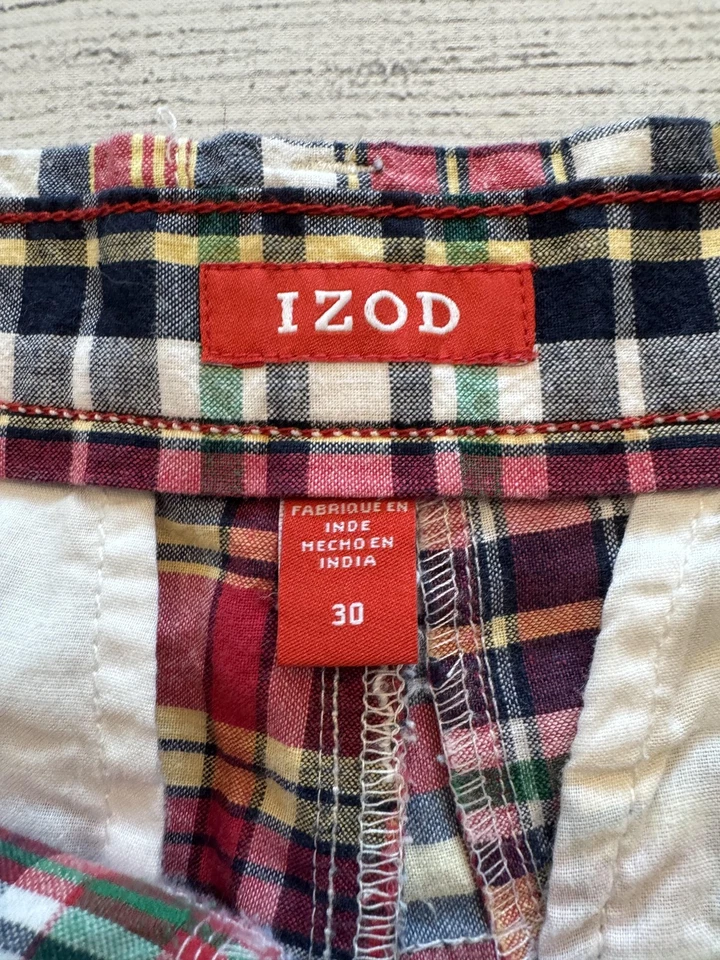 IZOD
FABRIQUE EN
INDE
HECHO EN
INDIA
30